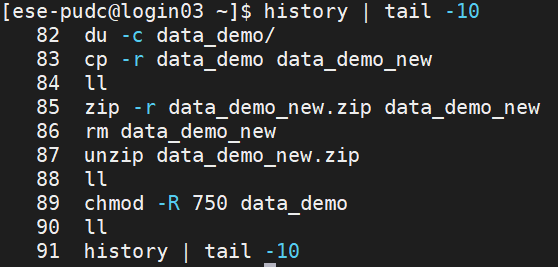 [ese-pudc@login03 ~]$ history | tail -10
82 du -c data_demo/
83 cp -r data_demo data_demo_new
84 ll
85 zip -r data_demo_new.zip data_demo_new
86 rm data_demo_new
87 unzip data_demo_new.zip
88 ll
89 chmod -R 750 data_demo
90 ll
91 history | tail -10